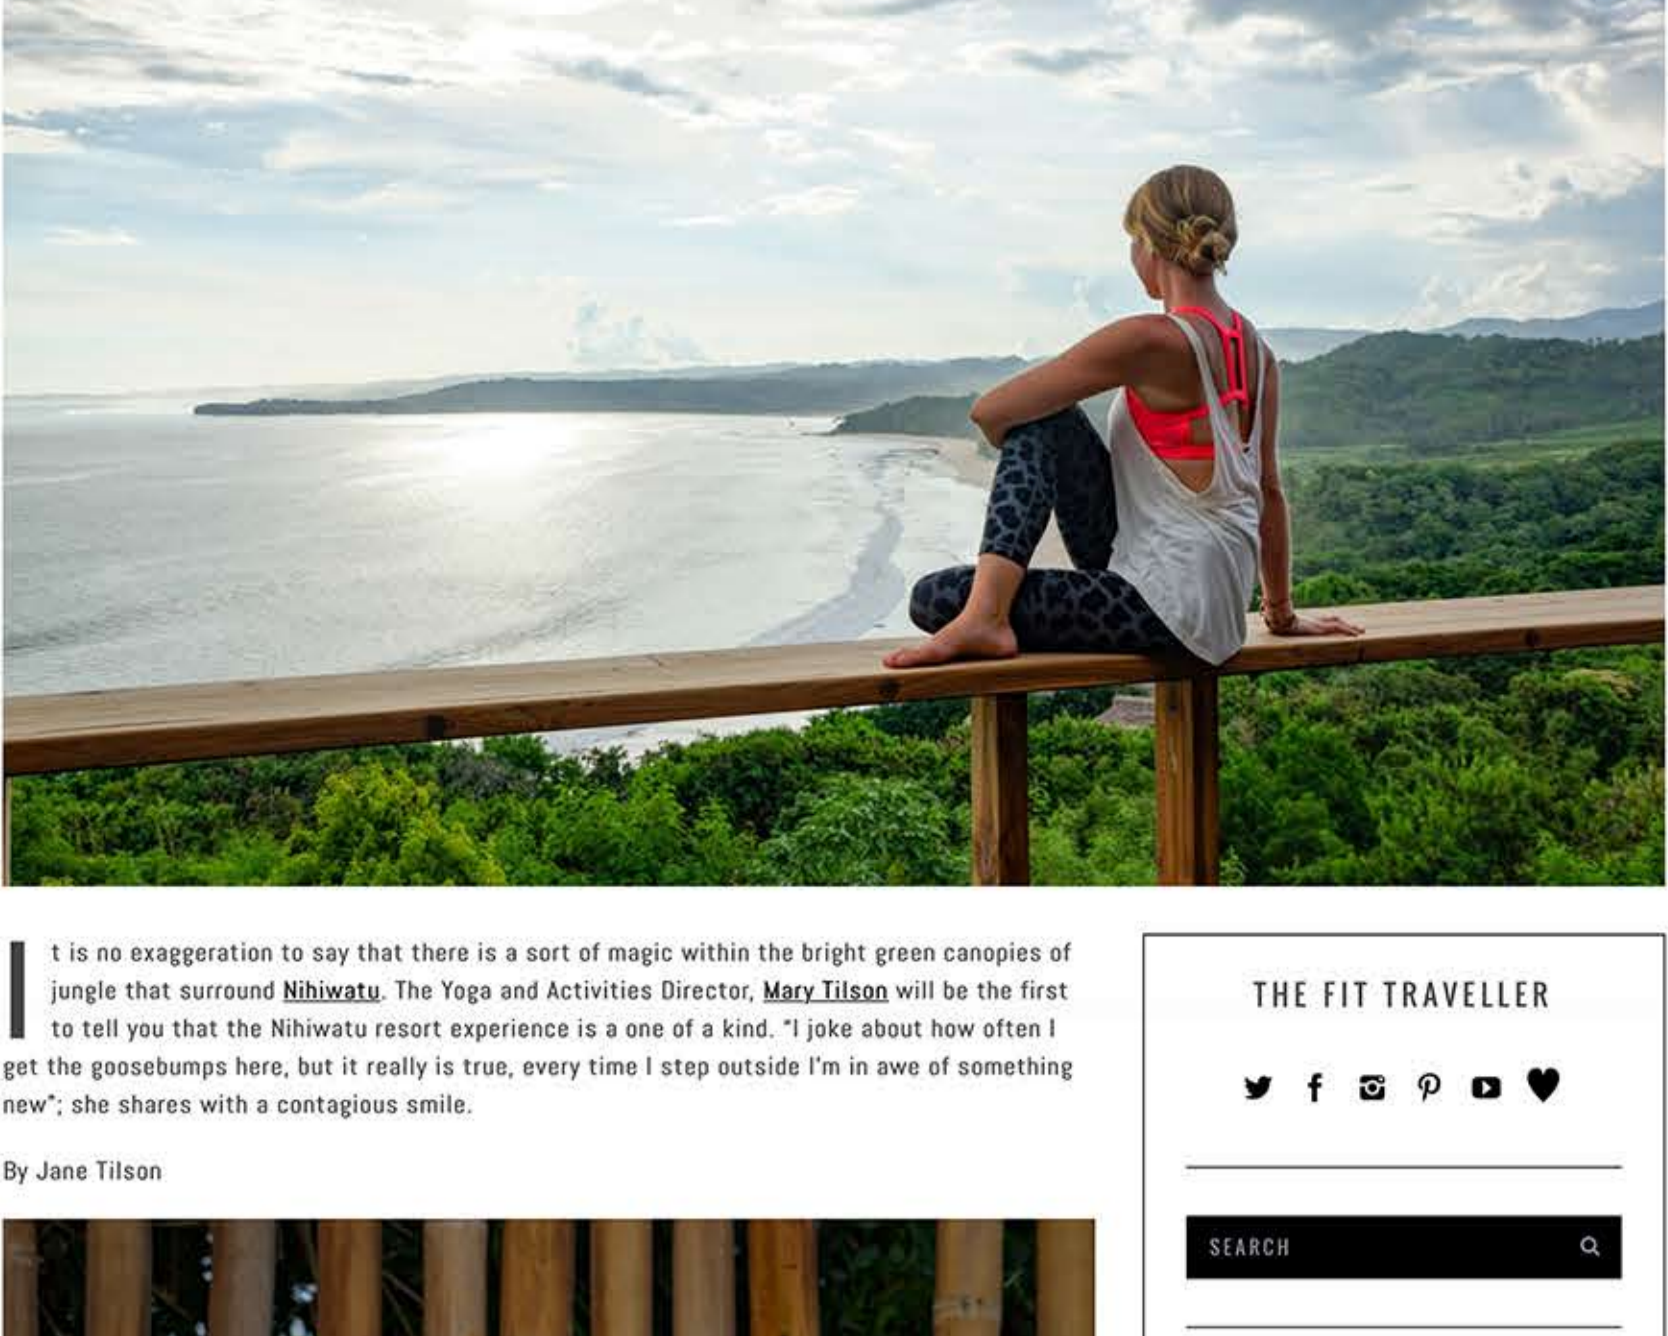 It is no exaggeration to say that there is a sort of magic within the bright green canopies of
jungle that surround Nihiwatu. The Yoga and Activities Director, Mary Tilson will be the first
to tell you that the Nihiwatu resort experience is a one of a kind. "I joke about how often I
get the goosebumps here, but it really is true, every time I step outside I'm in awe of something
new"; she shares with a contagious smile.
By Jane Tilson
THE FIT TRAVELLER
SEARCH